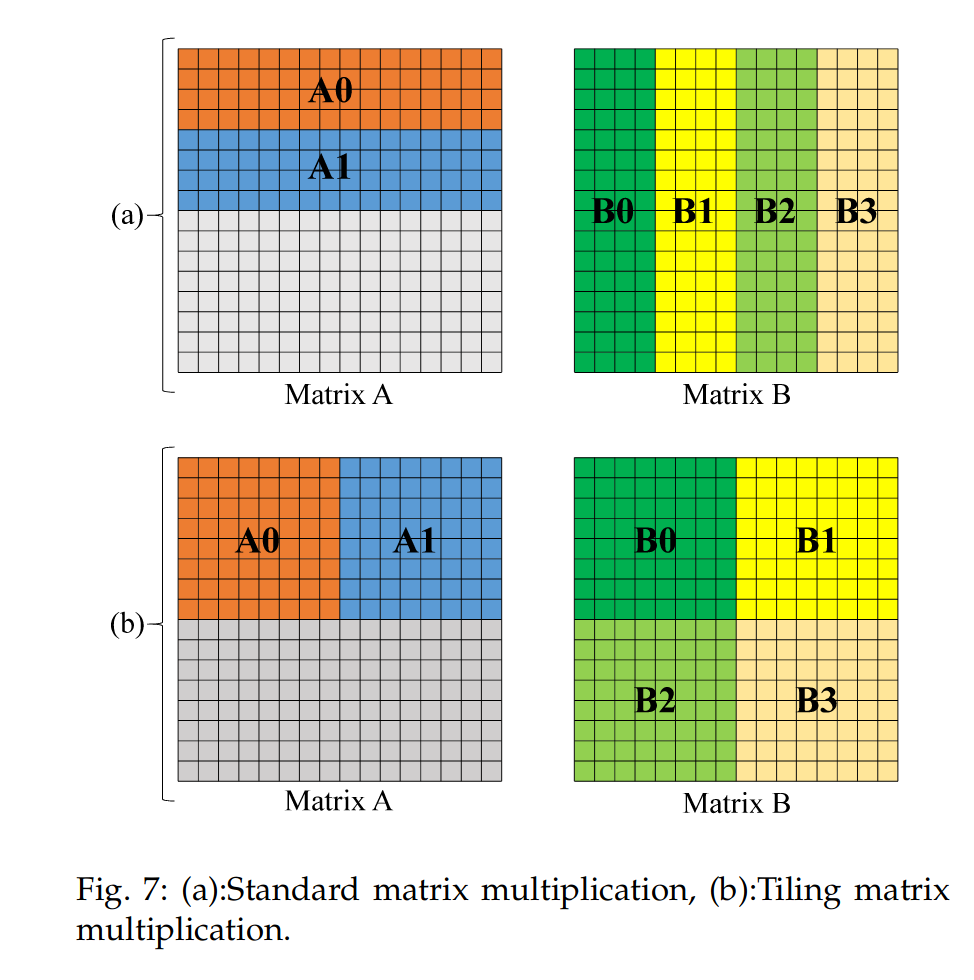 A0
A1
(a)
B0 B1 B2 B3
Matrix A
Matrix B
A0 A1
(b)
B0 B1
B2 B3
Matrix A
Matrix B
Fig. 7: (a):Standard matrix multiplication, (b):Tiling matrix
multiplication.